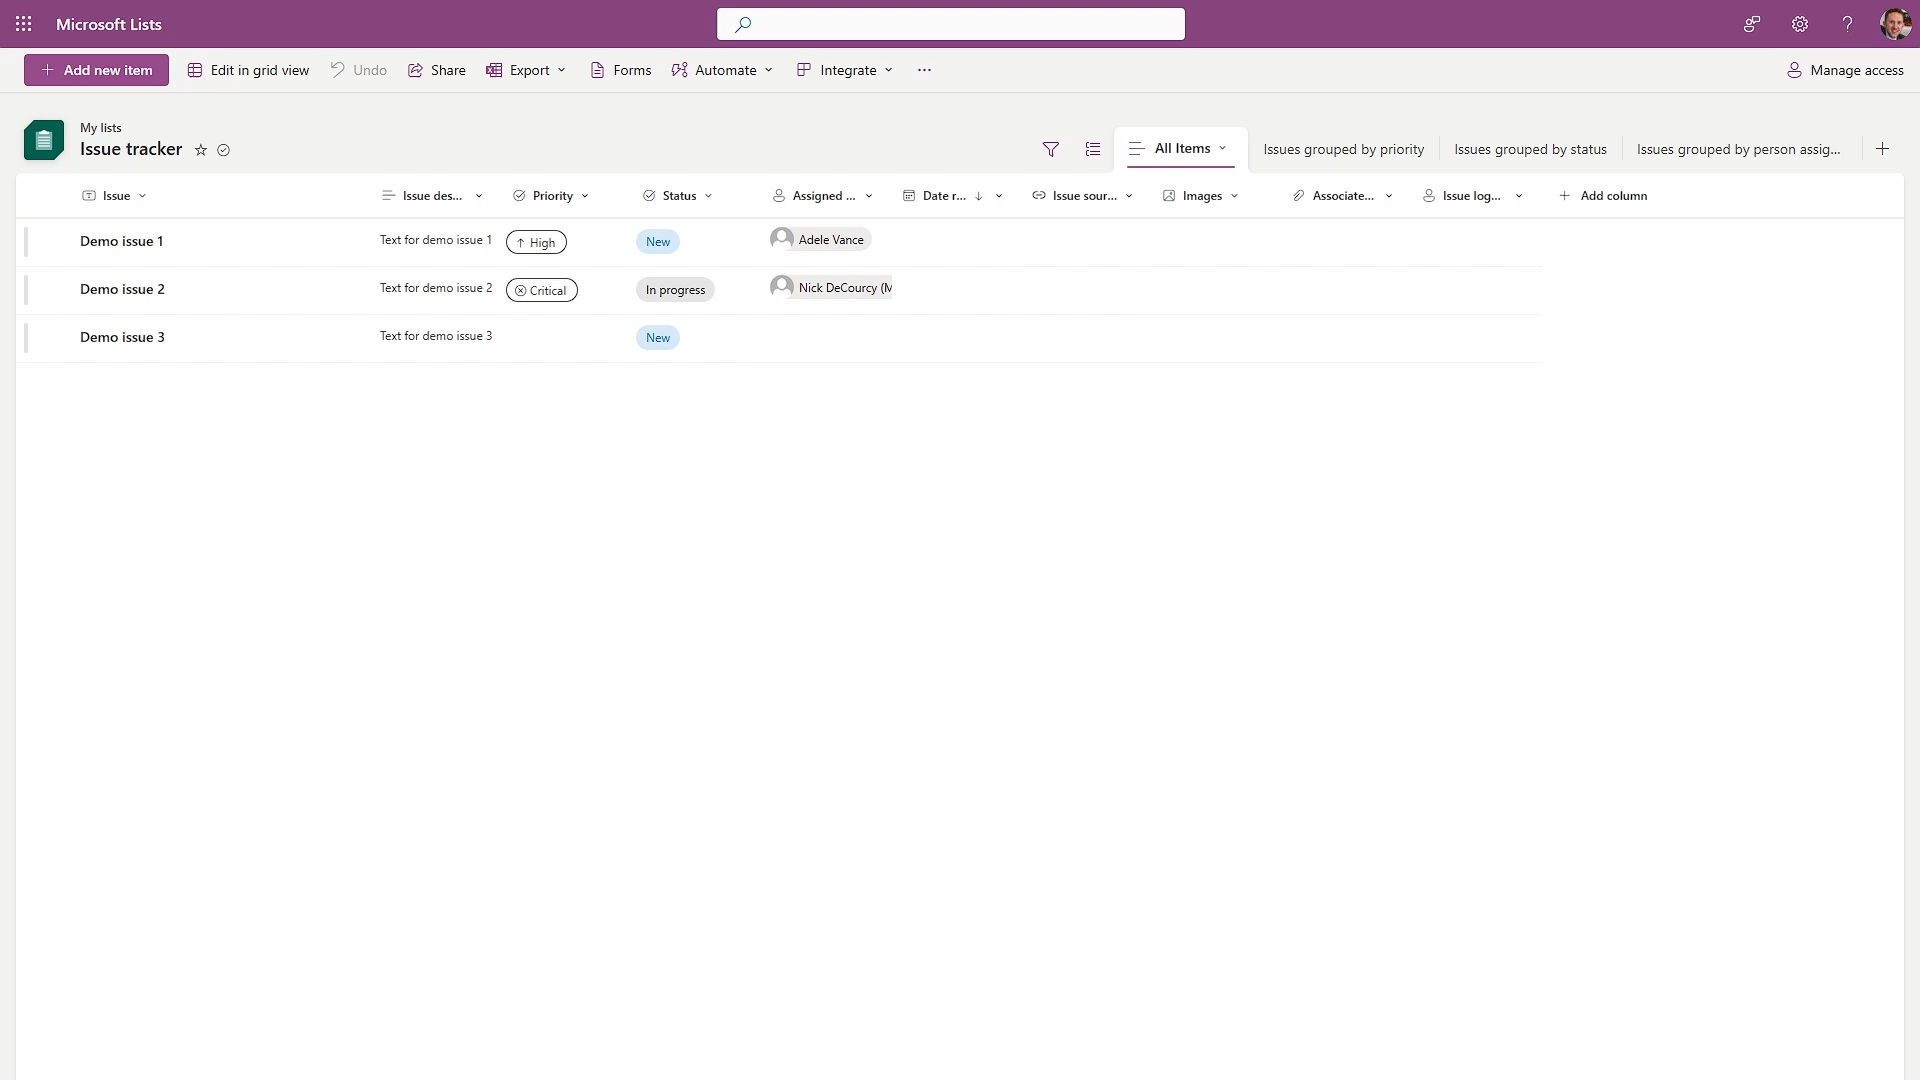 Microsoft Lists
Add new item
Edit in grid view
Undo
Share
Export
Forms
Automate
Integrate
Manage access
My lists
Issue tracker
All Items
Issues grouped by priority
Issues grouped by status
Issues grouped by person assig...
Issue
Issue des...
Priority
Status
Assigned ...
Date r...
Issue sour...
Images
Associate...
Issue log...
Add column
Demo issue 1
Text for demo issue 1
High
New
Adele Vance
Demo issue 2
Text for demo issue 2
Critical
In progress
Nick DeCourcy (M
Demo issue 3
Text for demo issue 3
New